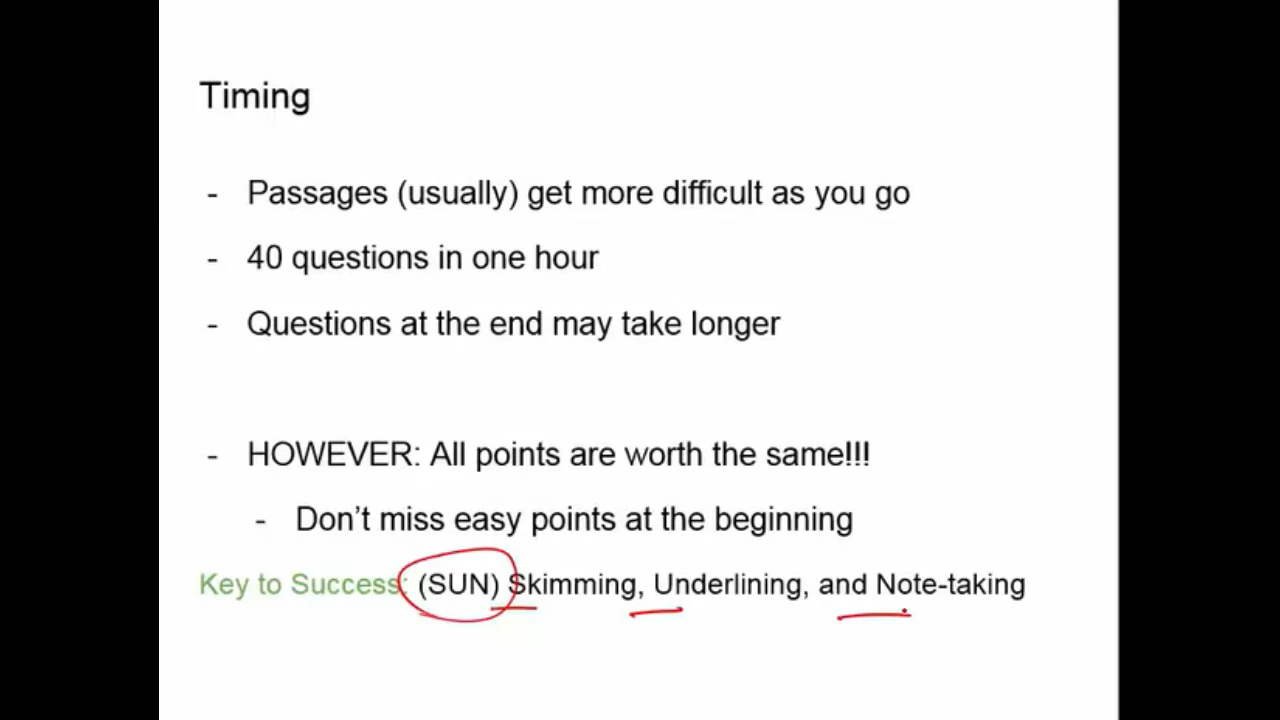 Timing
- Passages (usually) get more difficult as you go
- 40 questions in one hour
- Questions at the end may take longer
- HOWEVER: All points are worth the same!!!
- Don't miss easy points at the beginning
Key to Success: (SUN) Skimming, Underlining, and Note-taking